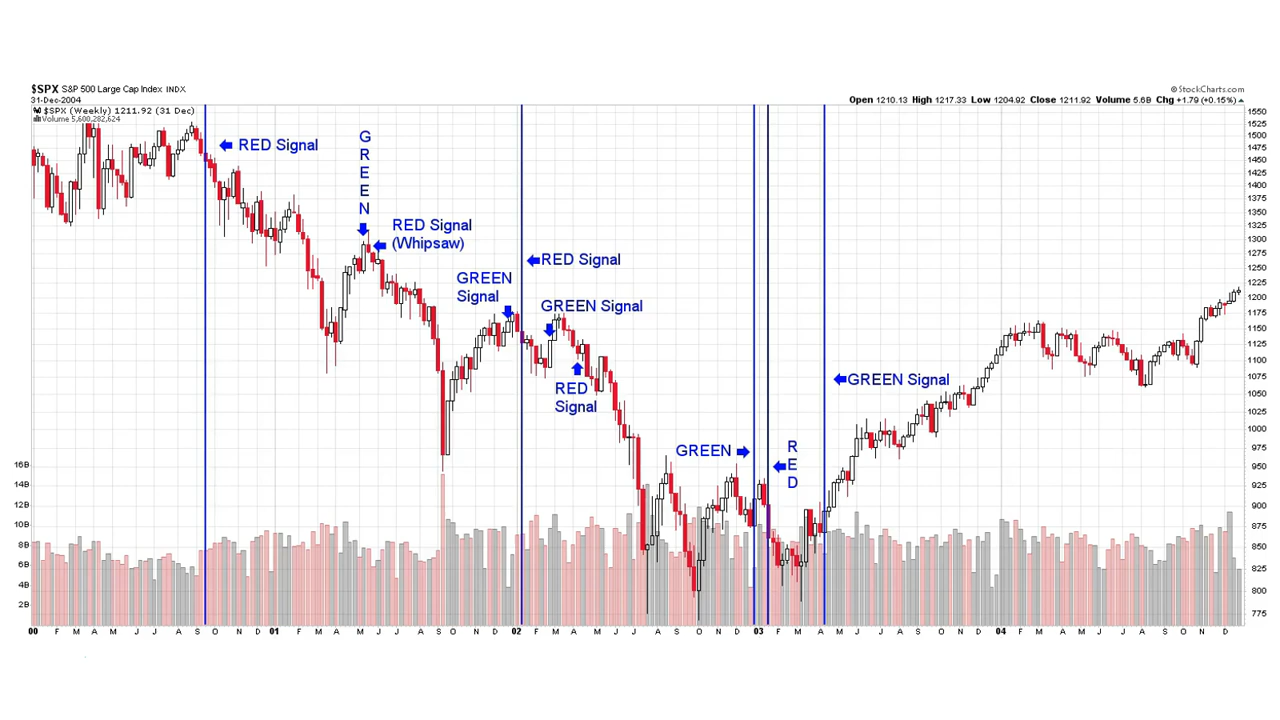 $SPX S&P 500 Large Cap Index INDX
© StockCharts.com
31-Dec-2004
Open 1210.13 High 1217.33 Low 1204.92 Close 1211.92 Volume 5.6B Chg +1.79 (+0.15%)
$SPX (Weekly) 1211.92 (31 Dec)
Volume 5,600,282,624
RED Signal
G
R
E
E
N
RED Signal
(Whipsaw)
GREEN
Signal
RED Signal
GREEN Signal
RED
Signal
GREEN
R
E
D
GREEN Signal
1550
1525
1500
1475
1450
1425
1400
1375
1350
1325
1300
1275
1250
1225
1200
1175
1150
1125
1100
1075
1050
1025
1000
975
950
925
900
875
850
825
800
775
16B
14B
12B
10B
8B
6B
4B
2B
00 F M A M J J A S O N D 01 F M A M J J A S O N D 02 F M A M J J A S O N D 03 F M A M J J A S O N D 04 F M A M J J A S O N D